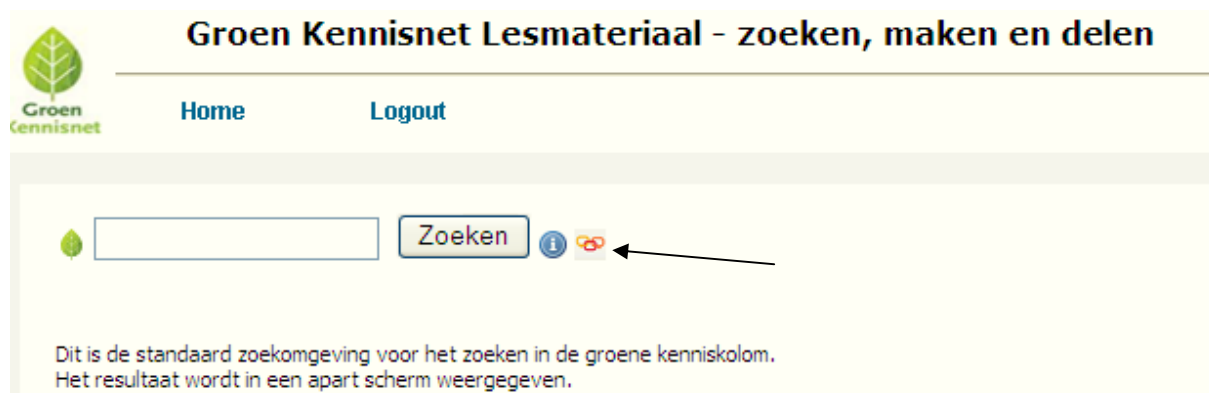 Groen Kennisnet Lesmateriaal - zoeken, maken en delen
Groen
Kennisnet
Home Logout
Zoeken
Dit is de standaard zoekomgeving voor het zoeken in de groene kenniskolom.
Het resultaat wordt in een apart scherm weergegeven.